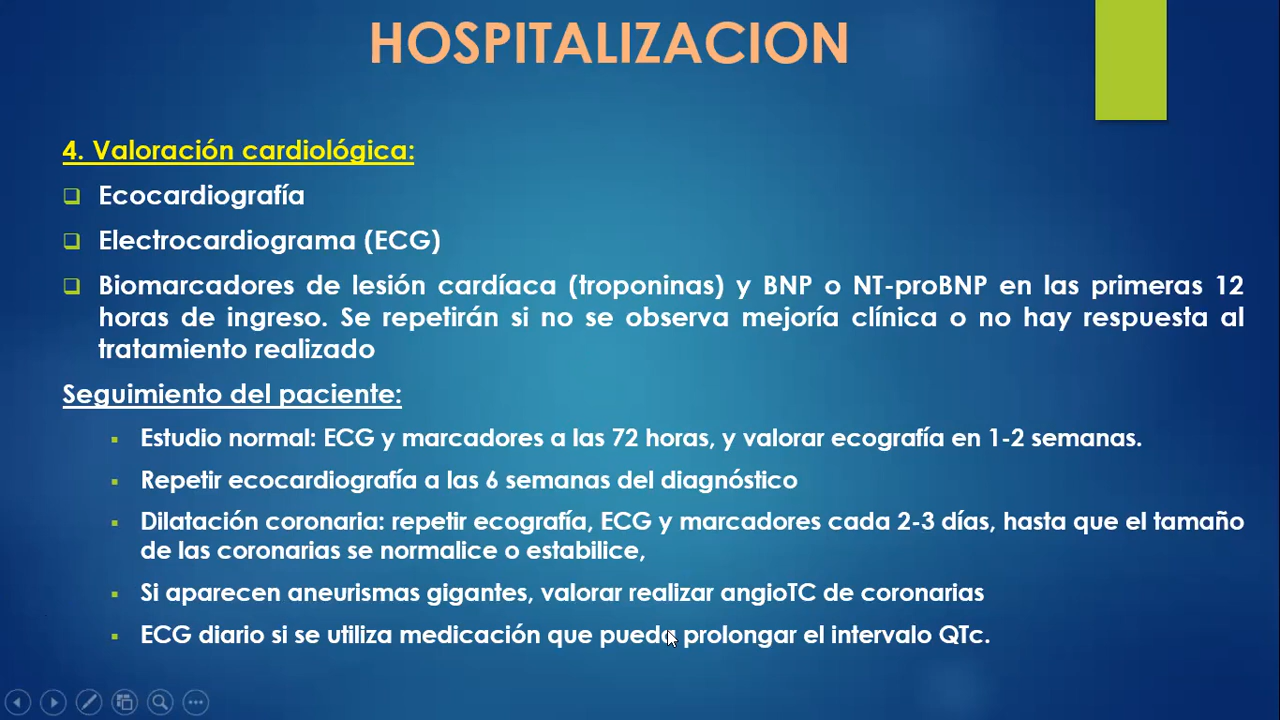 HOSPITALIZACION
4. Valoración cardiológica:
Ecocardiografía
Electrocardiograma (ECG)
Biomarcadores de lesión cardíaca (troponinas) y BNP o NT-proBNP en las primeras 12
horas de ingreso. Se repetirán si no se observa mejoría clínica o no hay respuesta al
tratamiento realizado
Seguimiento del paciente:
Estudio normal: ECG y marcadores a las 72 horas, y valorar ecografía en 1-2 semanas.
Repetir ecocardiografía a las 6 semanas del diagnóstico
Dilatación coronaria: repetir ecografía, ECG y marcadores cada 2-3 días, hasta que el tamaño
de las coronarias se normalice o estabilice,
Si aparecen aneurismas gigantes, valorar realizar angioTC de coronarias
ECG diario si se utiliza medicación que pueda prolongar el intervalo QTc.